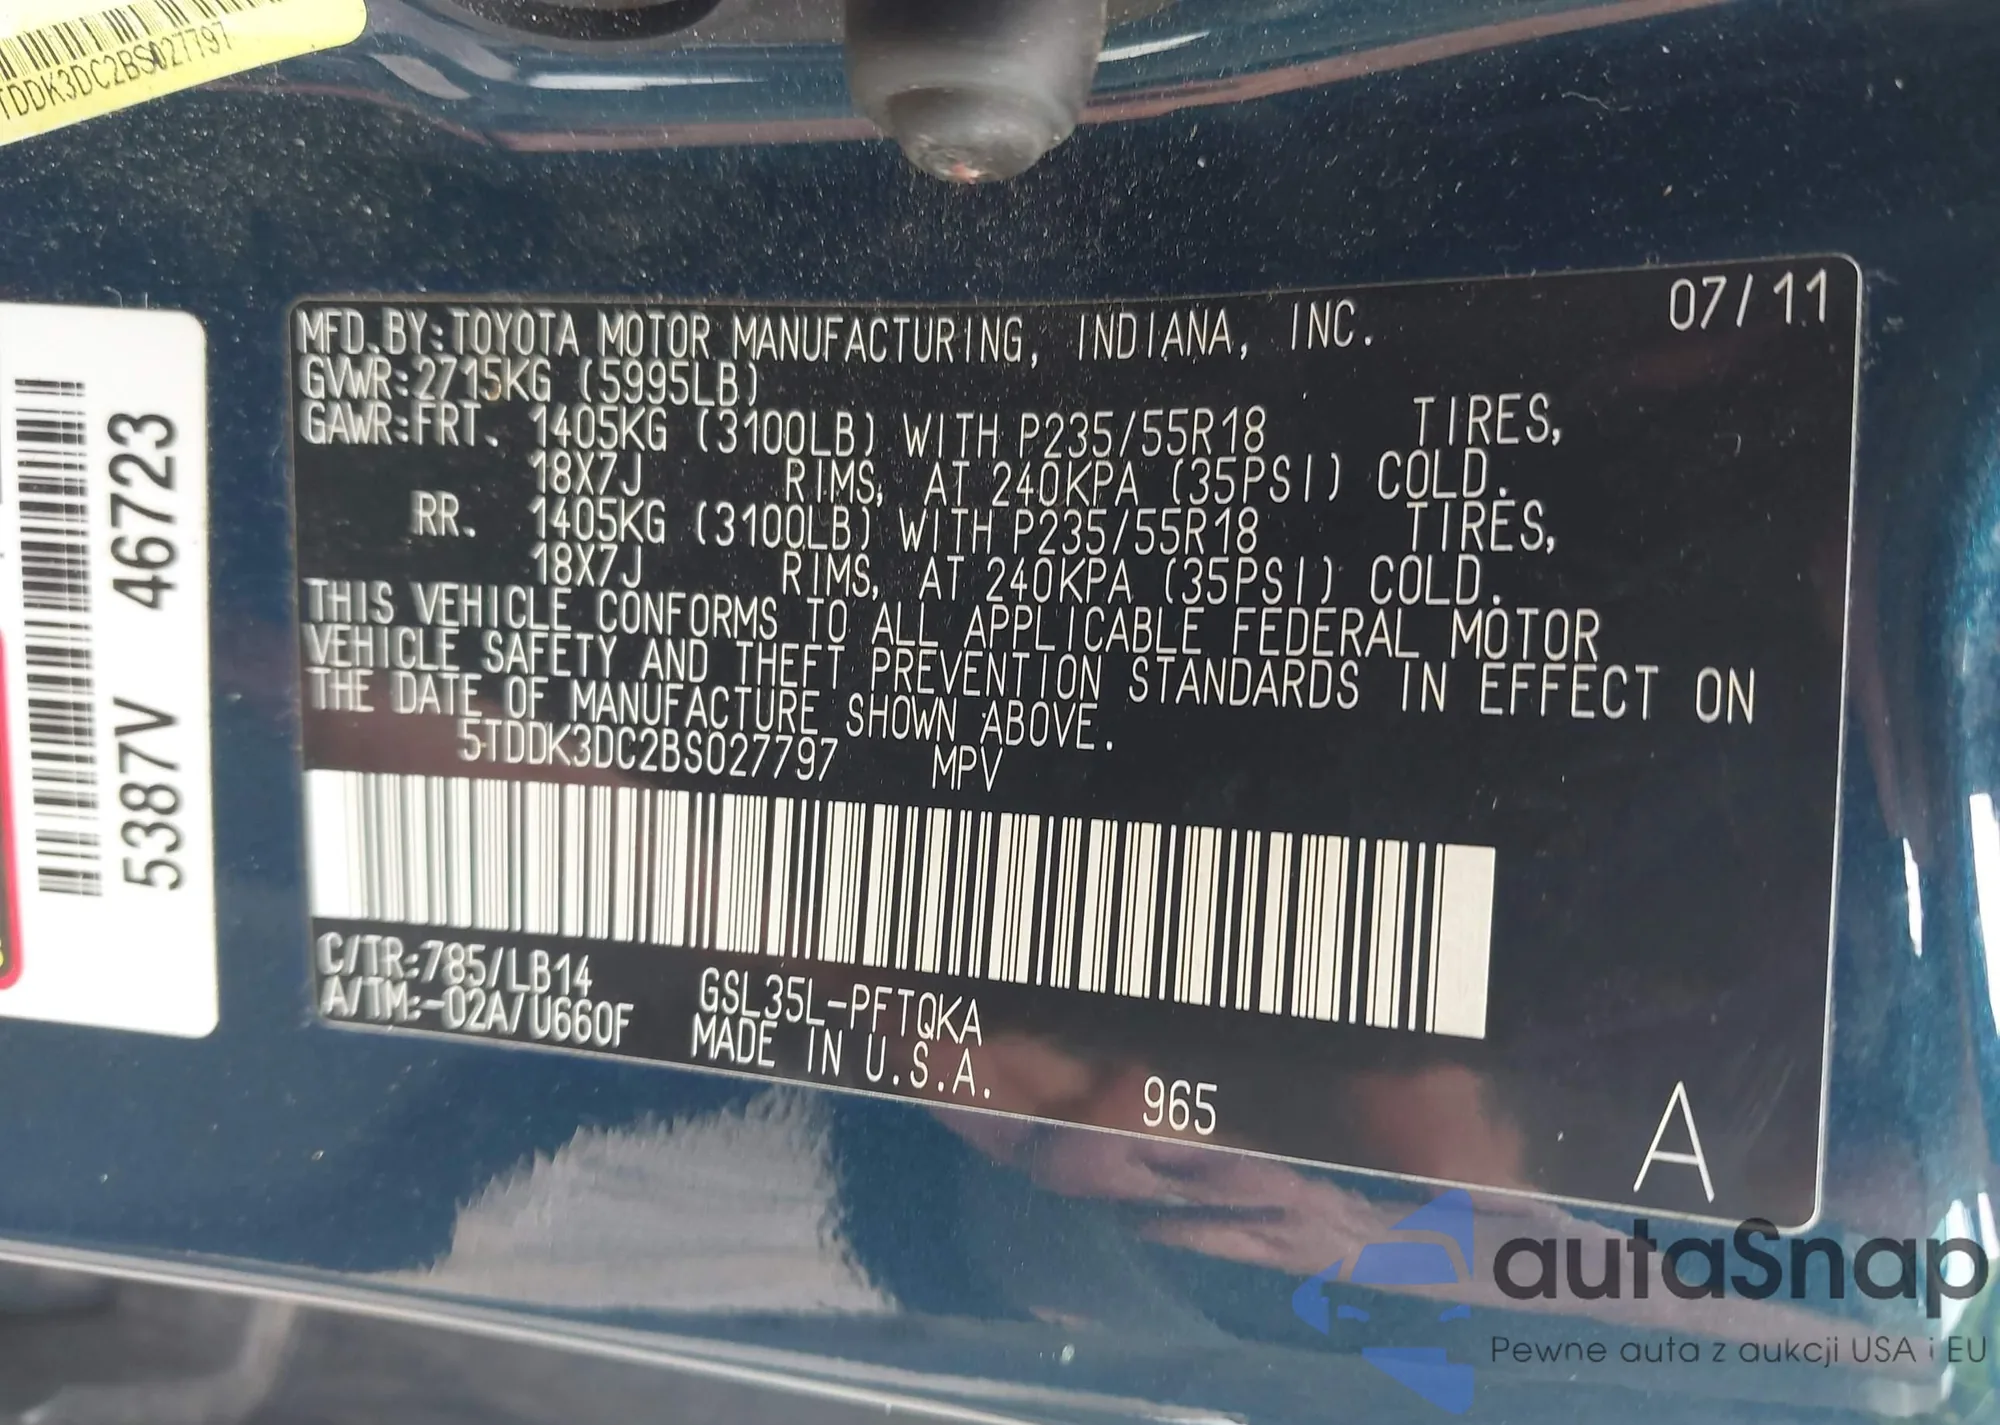 TDDK3DC2BS027797
5387V 46723
07/11
MFD.BY:TOYOTA MOTOR MANUFACTURING, INDIANA, INC.
GVWR:2715KG (5995LB)
GAWR:FRT. 1405KG (3100LB) WITH P235/55R18 TIRES,
18X7J RIMS, AT 240KPA (35PSI) COLD.
RR. 1405KG (3100LB) WITH P235/55R18 TIRES,
18X7J RIMS, AT 240KPA (35PSI) COLD.
THIS VEHICLE CONFORMS TO ALL APPLICABLE FEDERAL MOTOR
VEHICLE SAFETY AND THEFT PREVENTION STANDARDS IN EFFECT ON
THE DATE OF MANUFACTURE SHOWN ABOVE.
5TDDK3DC2BS027797 MPV
C/TR:785/LB14 GSL35L-PFTQKA
A/TM:-02A/U660F MADE IN U.S.A.
965
A
autaSnap
Pewne auta z aukcji USA i EU